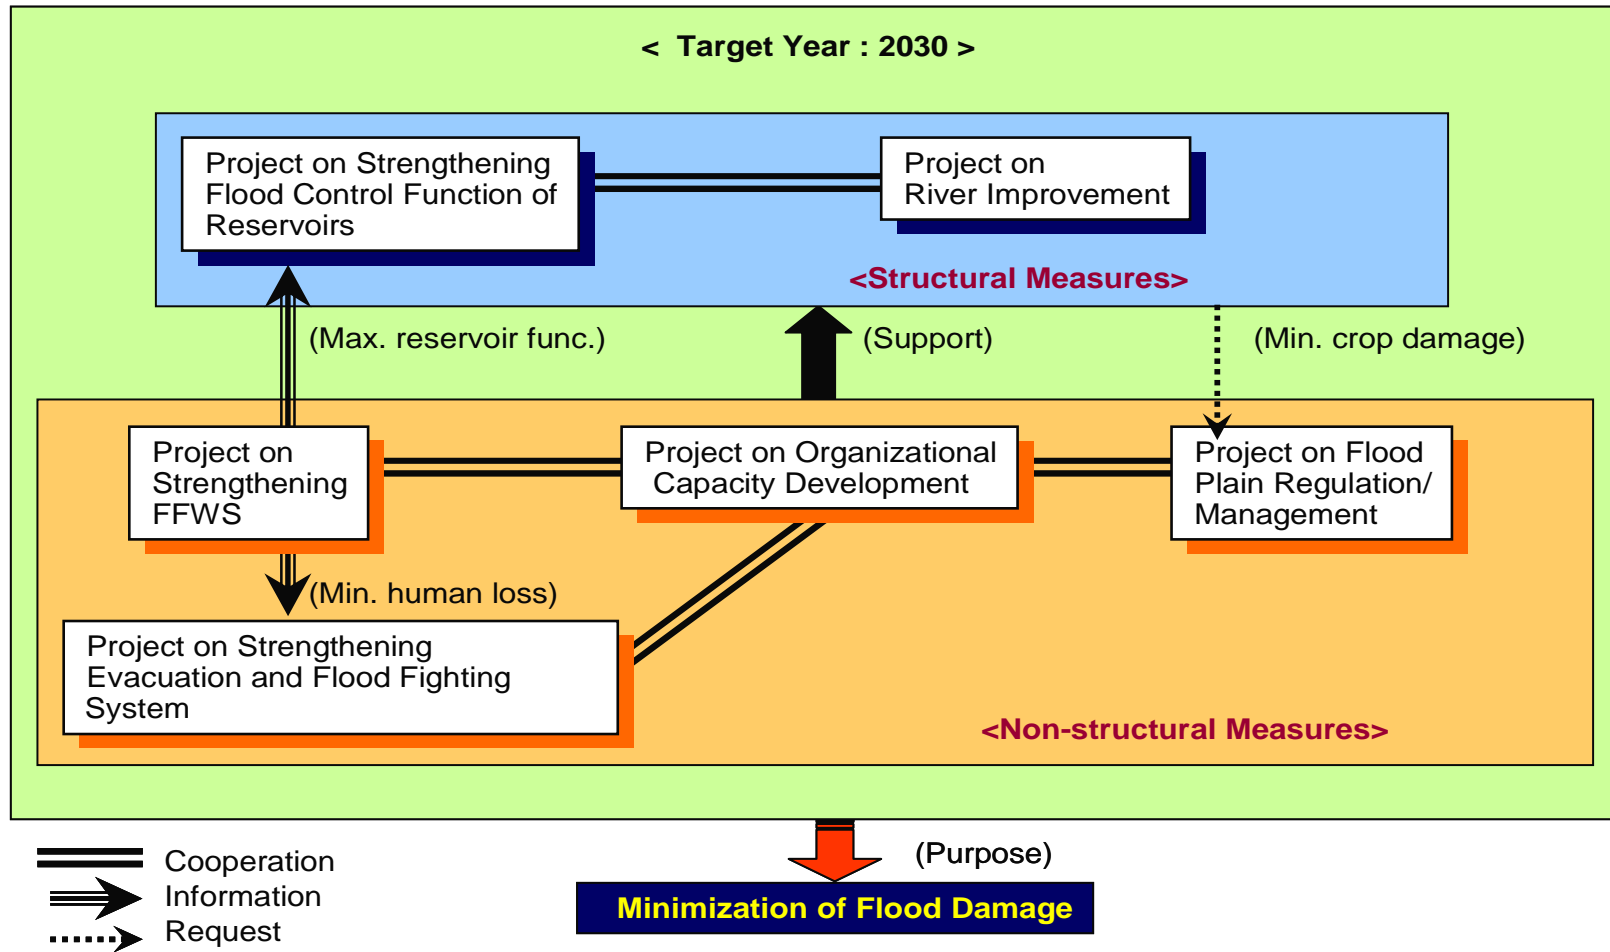 < Target Year : 2030 >
Project on Strengthening
Flood Control Function of
Reservoirs
Project on
River Improvement
<Structural Measures>
(Max. reservoir func.)
(Support)
(Min. crop damage)
Project on
Strengthening
FFWS
Project on Organizational
Capacity Development
Project on Flood
Plain Regulation/
Management
(Min. human loss)
Project on Strengthening
Evacuation and Flood Fighting
System
<Non-structural Measures>
Cooperation
Information
Request
(Purpose)
Minimization of Flood Damage